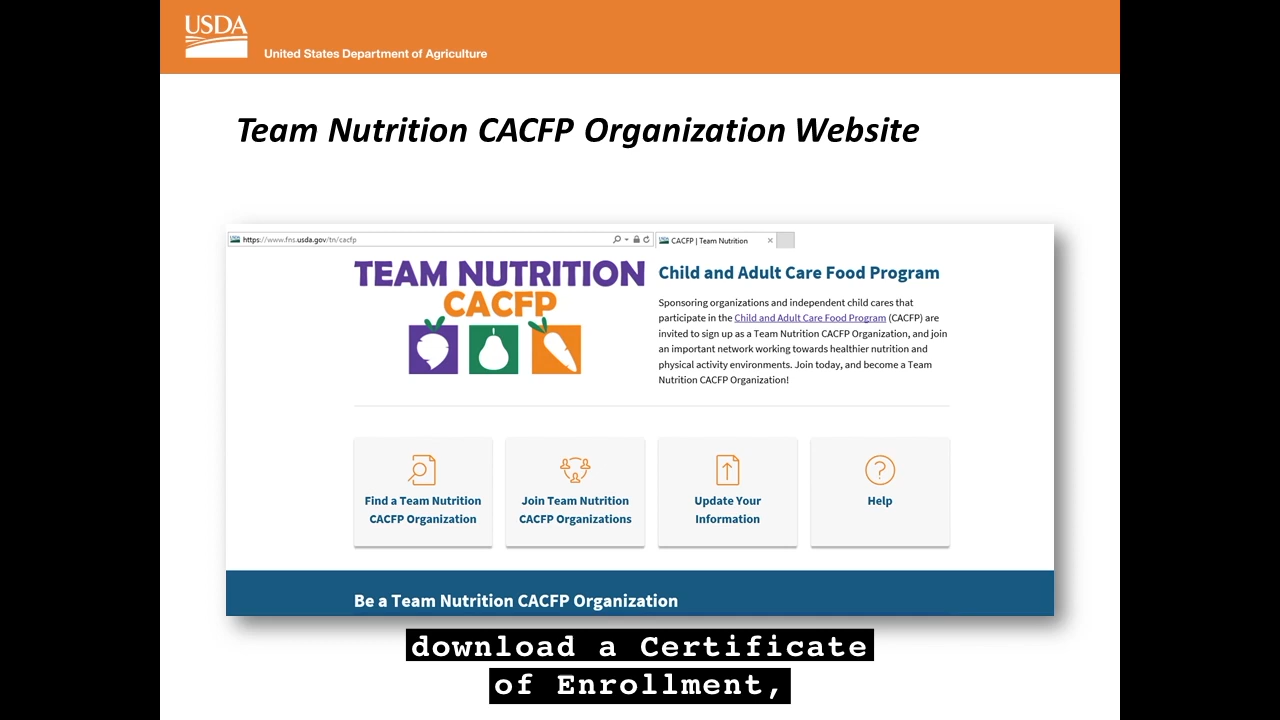 USDA
United States Department of Agriculture
Team Nutrition CACFP Organization Website
https://www.fns.usda.gov/tn/cacfp
CACFP | Team Nutrition
TEAM NUTRITION
CACFP
Child and Adult Care Food Program
Sponsoring organizations and independent child cares that
participate in the Child and Adult Care Food Program (CACFP) are
invited to sign up as a Team Nutrition CACFP Organization, and join
an important network working towards healthier nutrition and
physical activity environments. Join today, and become a Team
Nutrition CACFP Organization!
Find a Team Nutrition
CACFP Organization
Join Team Nutrition
CACFP Organizations
Update Your
Information
Help
Be a Team Nutrition CACFP Organization
download a Certificate
of Enrollment,